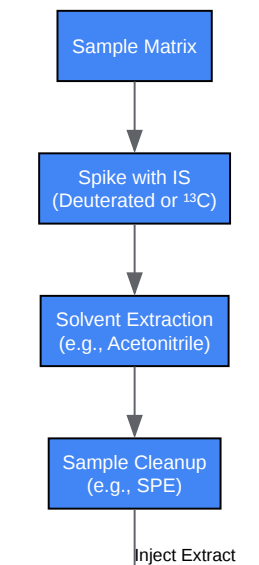 Sample Matrix
Spike with IS
(Deuterated or ¹³C)
Solvent Extraction
(e.g., Acetonitrile)
Sample Cleanup
(e.g., SPE)
Inject Extract